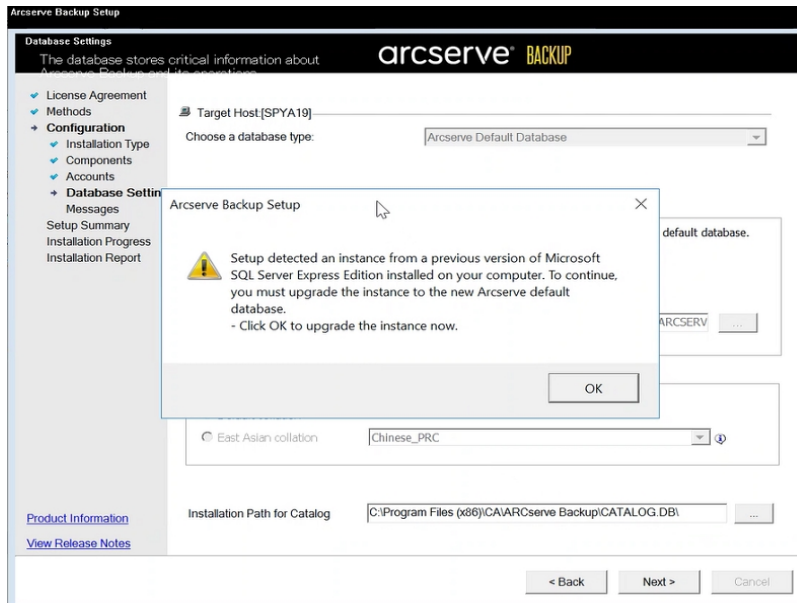 Arcserve Backup Setup
Database Settings
The database stores critical information about
Arcserve Backup and its operations.
arcserve® BACKUP
License Agreement
Methods
Configuration
Installation Type
Components
Accounts
Database Settin
Messages
Setup Summary
Installation Progress
Installation Report
Product Information
View Release Notes
Target Host:[SPYA19]
Choose a database type:
Arcserve Default Database
Arcserve Backup Setup
default database.
Setup detected an instance from a previous version of Microsoft
SQL Server Express Edition installed on your computer. To continue,
you must upgrade the instance to the new Arcserve default
database.
- Click OK to upgrade the instance now.
ARCSERV
...
OK
East Asian collation
Chinese_PRC
Installation Path for Catalog
C:\Program Files (x86)\CA\ARCserve Backup\CATALOG.DB\
...
< Back
Next >
Cancel